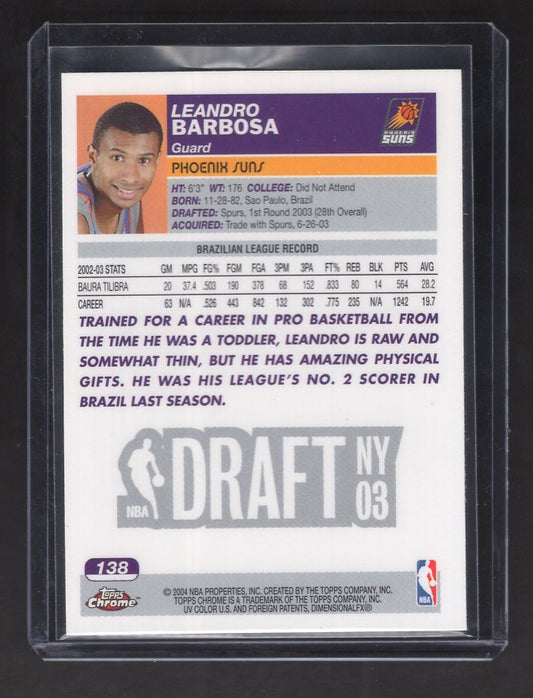 LEANDRO
BARBOSA
Guard
PHOENIX SUNS
PHOENIX
SUNS
HT: 6'3" WT: 176 COLLEGE: Did Not Attend
BORN: 11-28-82, Sao Paulo, Brazil
DRAFTED: Spurs, 1st Round 2003 (28th Overall)
ACQUIRED: Trade with Spurs, 6-26-03
BRAZILIAN LEAGUE RECORD
2002-03 STATS GM MPG FG% FGM FGA 3PM 3PA FT% REB BLK PTS AVG
BAURA TILIBRA 20 37.4 .503 190 378 68 152 .833 80 14 564 28.2
CAREER 63 N/A .526 443 842 132 302 .775 235 N/A 1242 19.7
TRAINED FOR A CAREER IN PRO BASKETBALL FROM
THE TIME HE WAS A TODDLER, LEANDRO IS RAW AND
SOMEWHAT THIN, BUT HE HAS AMAZING PHYSICAL
GIFTS. HE WAS HIS LEAGUE'S NO. 2 SCORER IN
BRAZIL LAST SEASON.
NBA DRAFT NY
03
138
Topps
Chrome
© 2004 NBA PROPERTIES, INC. CREATED BY THE TOPPS COMPANY, INC.
TOPPS CHROME IS A TRADEMARK OF THE TOPPS COMPANY, INC.
UV COLOR U.S. AND FOREIGN PATENTS, DIMENSIONALFX®
NBA